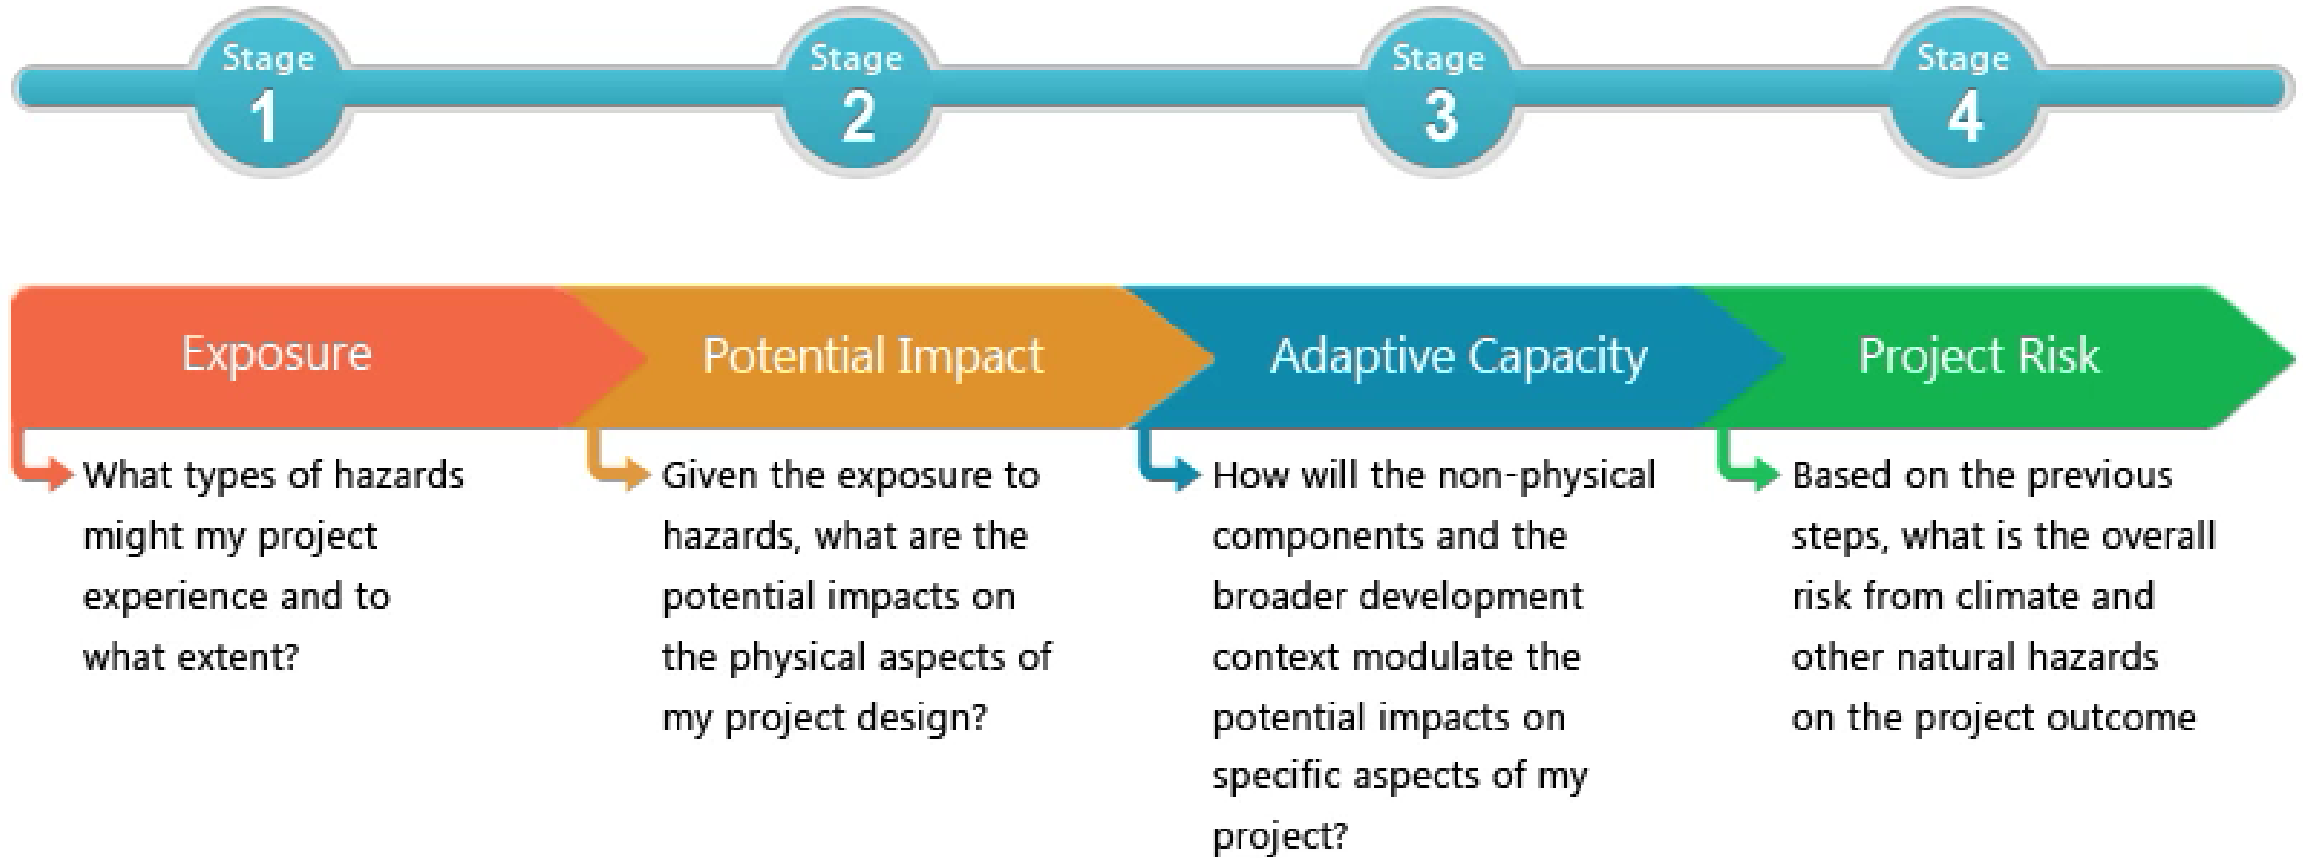 Stage
1
Stage
2
Stage
3
Stage
4
Exposure
Potential Impact
Adaptive Capacity
Project Risk
What types of hazards
might my project
experience and to
what extent?
Given the exposure to
hazards, what are the
potential impacts on
the physical aspects of
my project design?
How will the non-physical
components and the
broader development
context modulate the
potential impacts on
specific aspects of my
project?
Based on the previous
steps, what is the overall
risk from climate and
other natural hazards
on the project outcome